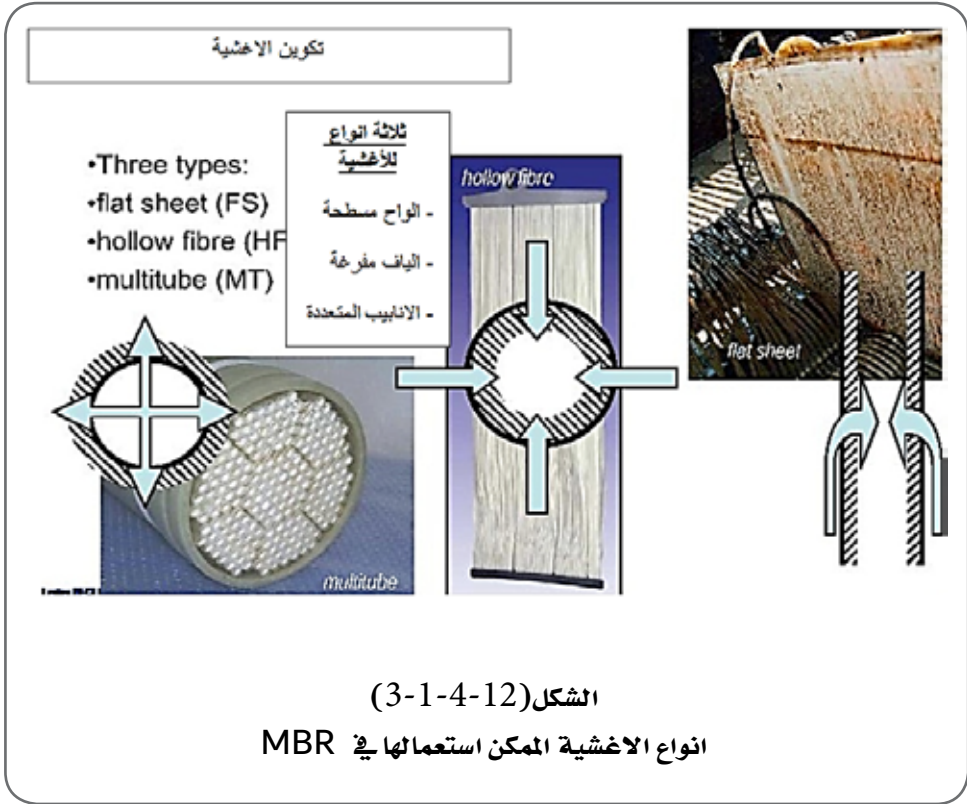 تكوين الاغشية
•Three types:
•flat sheet (FS)
•hollow fibre (HF
•multitube (MT)
ثلاثة انواع
للأغشية
- الواح مسطحة
- الياف مفرغة
- الانابيب المتعددة
hollow fibre
flat sheet
multitube
الشكل(12-4-1-3)
انواع الاغشية الممكن استعمالها في MBR